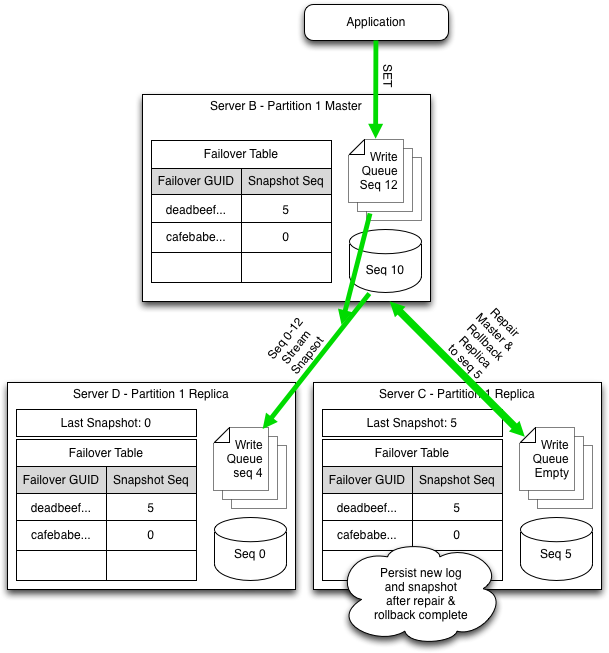 Application
SET
Server B - Partition 1 Master
Failover Table
Failover GUID
Snapshot Seq
deadbeef...
5
cafebabe...
0
Write
Queue
Seq 12
Seq 10
Seq 0-12
Stream
Snapsot
Repair
Master &
Rollback
Replica
to seq 5
Server D - Partition 1 Replica
Last Snapshot: 0
Failover Table
Failover GUID
Snapshot Seq
deadbeef...
5
cafebabe...
0
Write
Queue
seq 4
Seq 0
Server C - Partition 1 Replica
Last Snapshot: 5
Failover Table
Failover GUID
Snapshot Seq
deadbeef...
5
cafebabe...
0
Write
Queue
Empty
Seq 5
Persist new log
and snapshot
after repair &
rollback complete